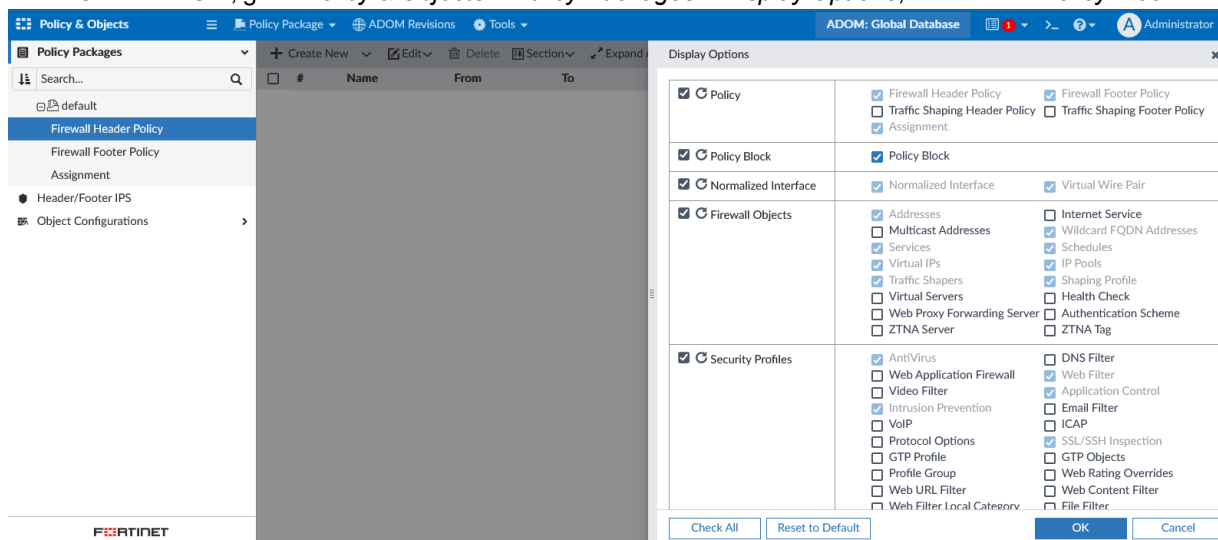 Policy & Objects
Policy Package
ADOM Revisions
Tools
ADOM: Global Database
1
A
Administrator
Policy Packages
Search...
default
Firewall Header Policy
Firewall Footer Policy
Assignment
Header/Footer IPS
Object Configurations
FORTINET
Create New
Edit
Delete
Section
Expand
# Name From To
Display Options
Policy
Firewall Header Policy Firewall Footer Policy
Traffic Shaping Header Policy Traffic Shaping Footer Policy
Assignment
Policy Block
Policy Block
Normalized Interface
Normalized Interface Virtual Wire Pair
Firewall Objects
Addresses Internet Service
Multicast Addresses Wildcard FQDN Addresses
Services Schedules
Virtual IPs IP Pools
Traffic Shapers Shaping Profile
Virtual Servers Health Check
Web Proxy Forwarding Server Authentication Scheme
ZTNA Server ZTNA Tag
Security Profiles
AntiVirus DNS Filter
Web Application Firewall Web Filter
Video Filter Application Control
Intrusion Prevention Email Filter
VoIP ICAP
Protocol Options SSL/SSH Inspection
GTP Profile GTP Objects
Profile Group Web Rating Overrides
Web URL Filter Web Content Filter
Web Filter Local Category File Filter
Check All
Reset to Default
OK
Cancel